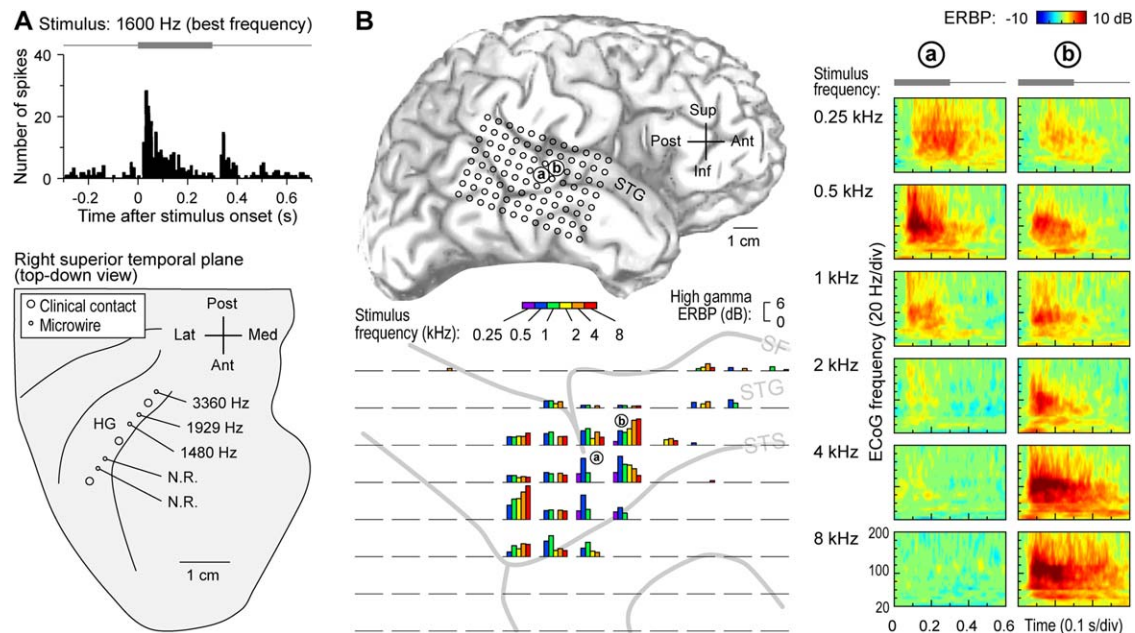 A
Stimulus: 1600 Hz (best frequency)
Number of spikes
40
20
0
-0.2 0 0.2 0.4 0.6
Time after stimulus onset (s)
Right superior temporal plane
(top-down view)
Clinical contact
Microwire
Post
Lat Med
Ant
HG
3360 Hz
1929 Hz
1480 Hz
N.R.
N.R.
1 cm
B
Sup
Post Ant
Inf
a b
STG
1 cm
Stimulus
frequency (kHz):
0.25 0.5 1 2 4 8
High gamma
ERBP (dB):
6
0
SF
STG
STS
b
a
ERBP: -10 10 dB
a b
Stimulus
frequency:
0.25 kHz
0.5 kHz
1 kHz
2 kHz
4 kHz
8 kHz
ECoG frequency (20 Hz/div)
200
100
20
0 0.2 0.4 0.6 Time (0.1 s/div)